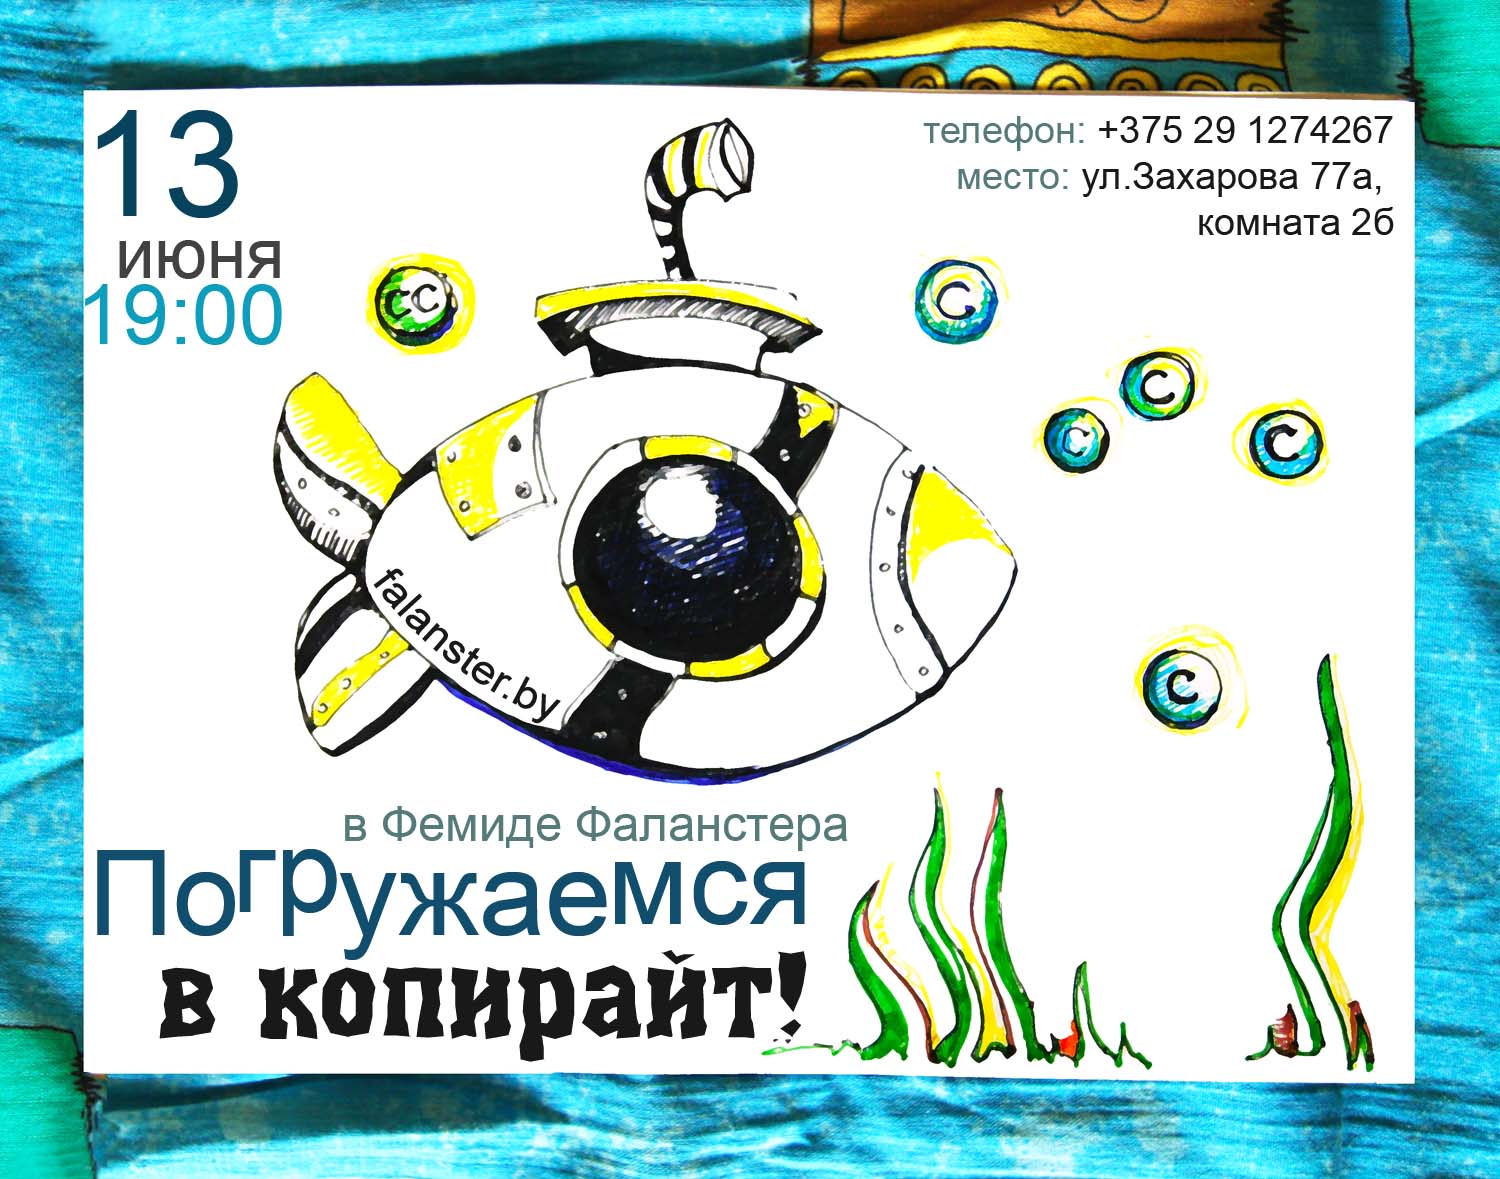 13
июня
19:00
телефон: +375 29 1274267
место: ул.Захарова 77а,
комната 2б
cc
c
c
c
c
c
falanster.by
в Фемиде Фаланстера
Погружаемся
в копирайт!